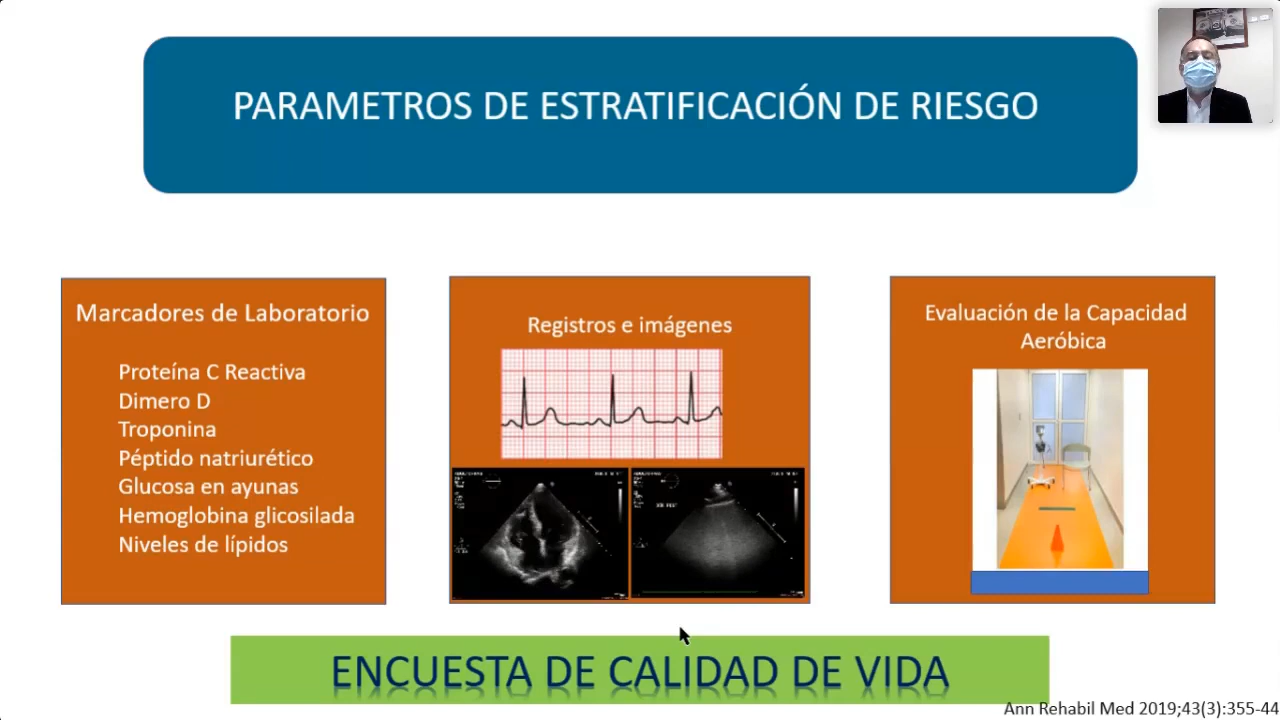 PARAMETROS DE ESTRATIFICACIÓN DE RIESGO
Marcadores de Laboratorio
Proteína C Reactiva
Dimero D
Troponina
Péptido natriurético
Glucosa en ayunas
Hemoglobina glicosilada
Niveles de lípidos
Registros e imágenes
Evaluación de la Capacidad
Aeróbica
ENCUESTA DE CALIDAD DE VIDA
Ann Rehabil Med 2019;43(3):355-44